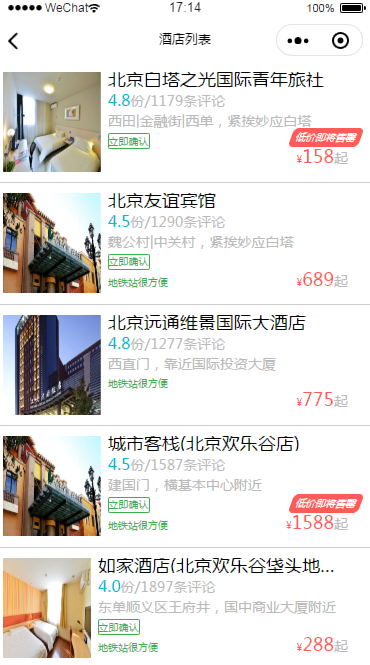 WeChat 17:14 100%
酒店列表
北京白塔之光国际青年旅社
4.8份/1179条评论
西田|金融街|西单，紧挨妙应白塔
立即确认
低价即将售罄
¥158起
北京友谊宾馆
4.5份/1290条评论
魏公村|中关村，紧挨妙应白塔
立即确认
地铁站很方便
¥689起
北京远通维景国际大酒店
4.8份/1277条评论
西直门，靠近国际投资大厦
地铁站很方便
¥775起
城市客栈(北京欢乐谷店)
4.5份/1587条评论
建国门，横基本中心附近
立即确认
低价即将售罄
地铁站很方便
¥1588起
如家酒店(北京欢乐谷垡头地...
4.0份/1897条评论
东单顺义区王府井，国中商业大厦附近
立即确认
地铁站很方便
¥288起